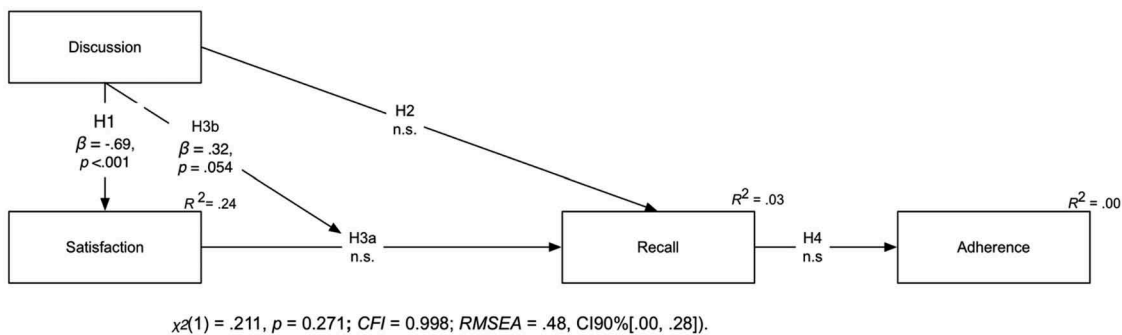 Discussion
H1
β = -.69,
p <.001
H3b
β = .32,
p = .054
H2
n.s.
R² = .24
Satisfaction
H3a
n.s.
R² = .03
Recall
H4
n.s
R² = .00
Adherence
χ2(1) = .211, p = 0.271; CFI = 0.998; RMSEA = .48, CI90%[.00, .28]).